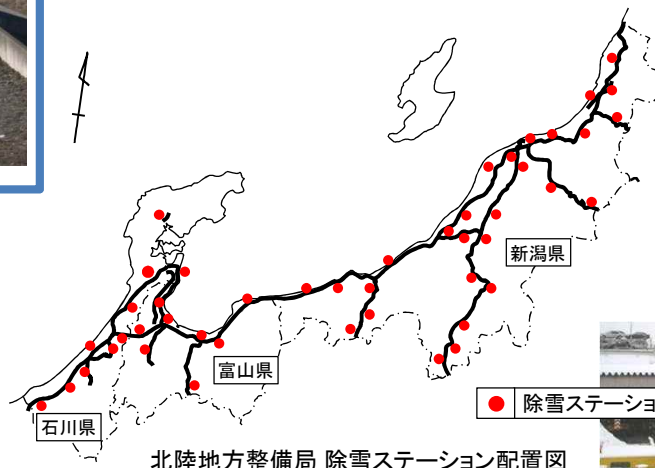 新潟県
富山県
除雪ステーショ
石川県
北陸地方整備局 除雪ステーション配置図